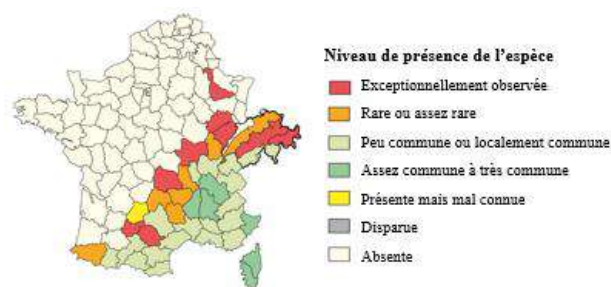 Niveau de présence de l'espèce
Exceptionnellement observée
Rare ou assez rare
Peu commune ou localement commune
Assez commune à très commune
Présente mais mal connue
Disparue
Absente